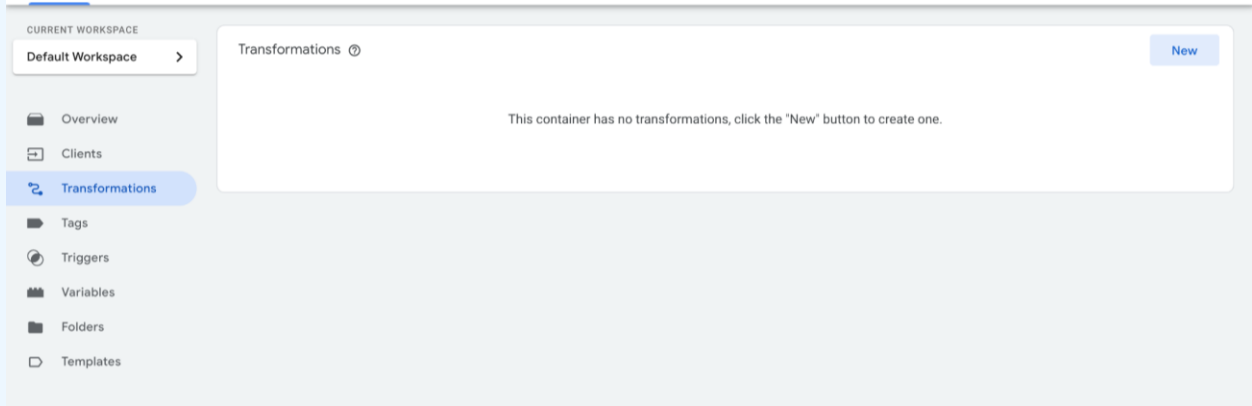 CURRENT WORKSPACE
Default Workspace
Overview
Clients
Transformations
Tags
Triggers
Variables
Folders
Templates
Transformations
New
This container has no transformations, click the "New" button to create one.